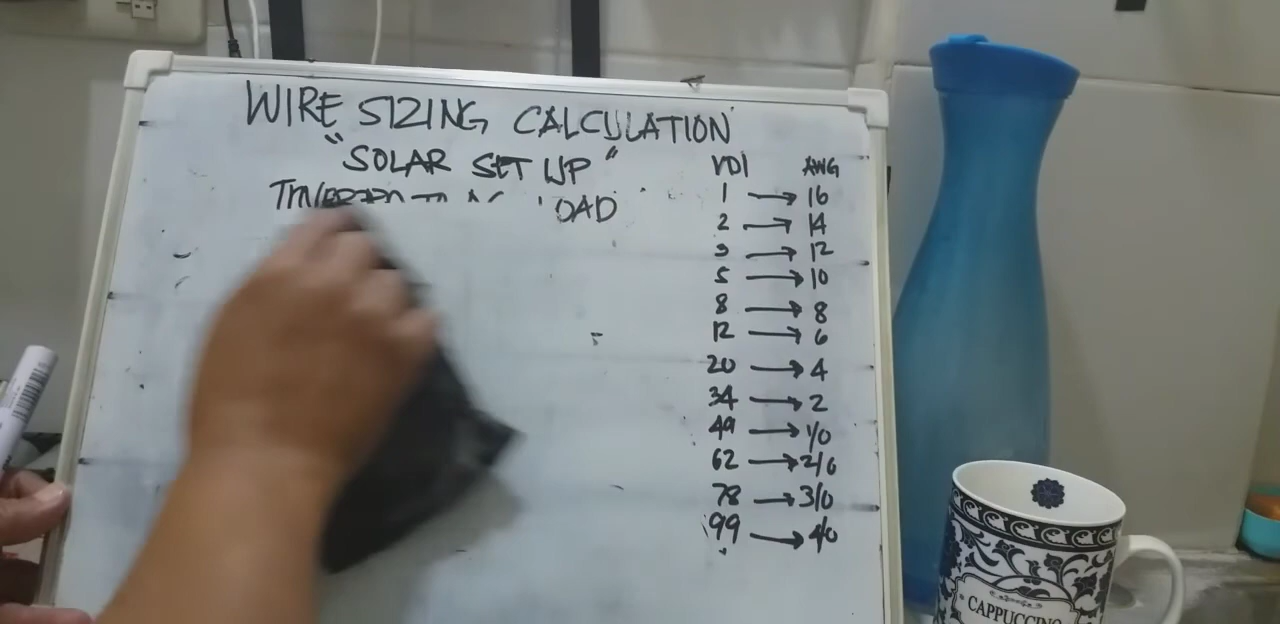 WIRE SIZING CALCULATION
"SOLAR SET UP"
OAD
VDI AWG
1 → 16
2 → 14
3 → 12
5 → 10
8 → 8
12 → 6
20 → 4
34 → 2
49 → 1/0
62 → 2/0
78 → 3/0
99 → 4/0
CAPPUCCINO